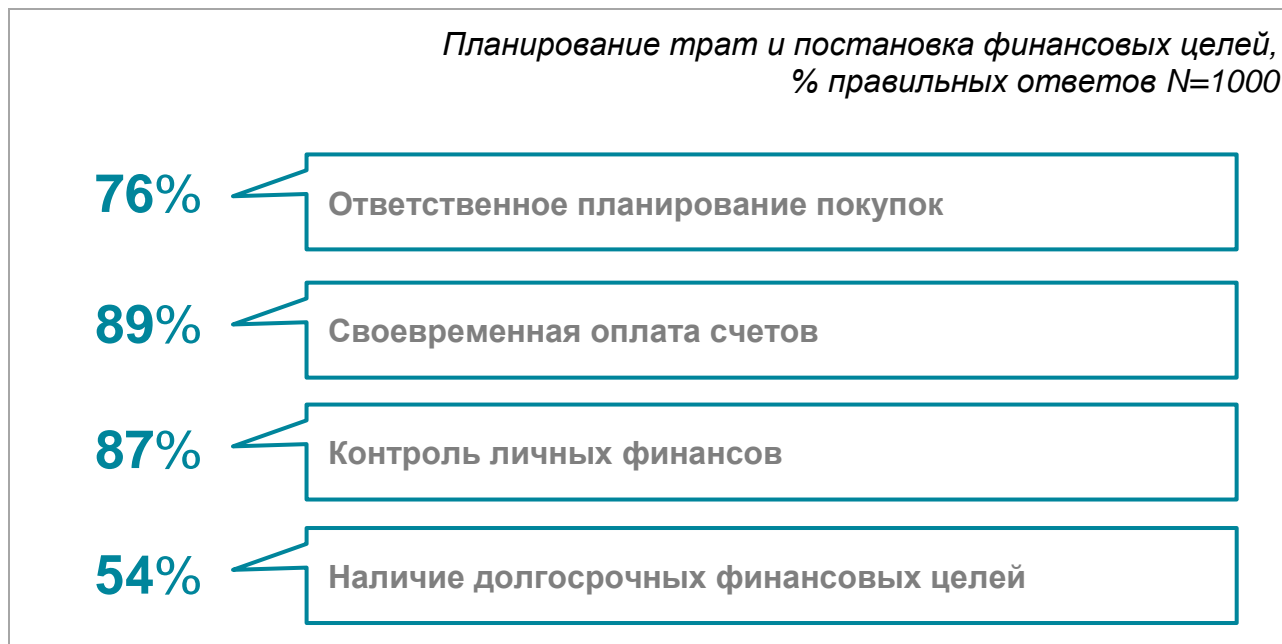 Планирование трат и постановка финансовых целей,
% правильных ответов N=1000
76% Ответственное планирование покупок
89% Своевременная оплата счетов
87% Контроль личных финансов
54% Наличие долгосрочных финансовых целей